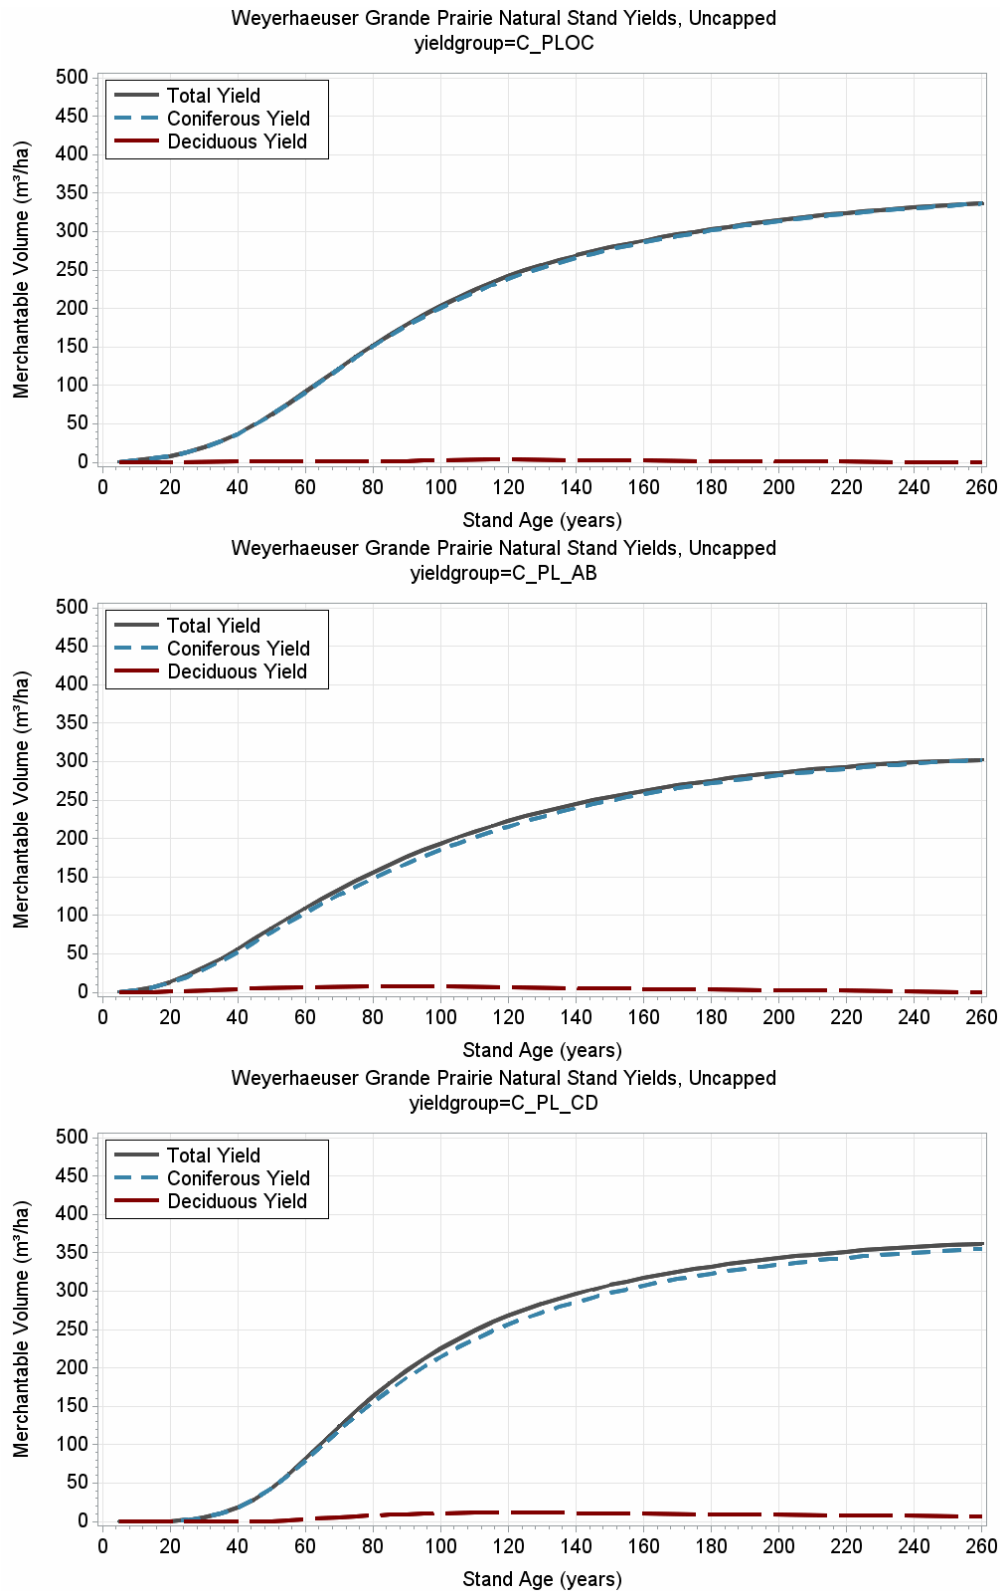 Weyerhaeuser Grande Prairie Natural Stand Yields, Uncapped
yieldgroup=C_PLOC
Merchantable Volume (m³/ha)
500
450
400
350
300
250
200
150
100
50
0
Total Yield
Coniferous Yield
Deciduous Yield
0 20 40 60 80 100 120 140 160 180 200 220 240 260
Stand Age (years)
Weyerhaeuser Grande Prairie Natural Stand Yields, Uncapped
yieldgroup=C_PL_AB
Merchantable Volume (m³/ha)
500
450
400
350
300
250
200
150
100
50
0
Total Yield
Coniferous Yield
Deciduous Yield
0 20 40 60 80 100 120 140 160 180 200 220 240 260
Stand Age (years)
Weyerhaeuser Grande Prairie Natural Stand Yields, Uncapped
yieldgroup=C_PL_CD
Merchantable Volume (m³/ha)
500
450
400
350
300
250
200
150
100
50
0
Total Yield
Coniferous Yield
Deciduous Yield
0 20 40 60 80 100 120 140 160 180 200 220 240 260
Stand Age (years)